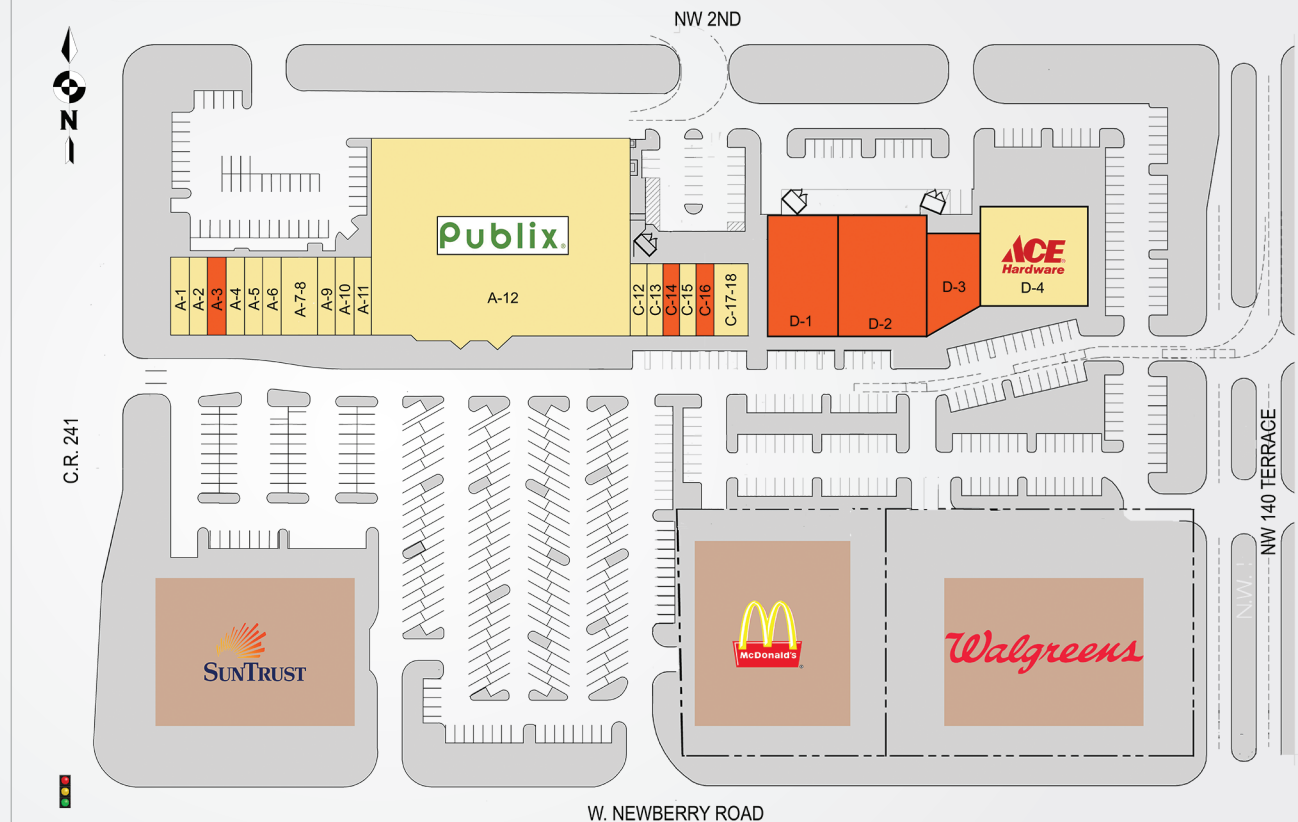 NW 2ND
N
Publix®
A-12
A-1
A-2
A-3
A-4
A-5
A-6
A-7-8
A-9
A-10
A-11
C-12
C-13
C-14
C-15
C-16
C-17-18
D-1
D-2
D-3
ACE
Hardware
D-4
C.R. 241
NW 140 TERRACE
N.W. 1
SUNTRUST
McDonald's®
Walgreens
W. NEWBERRY ROAD